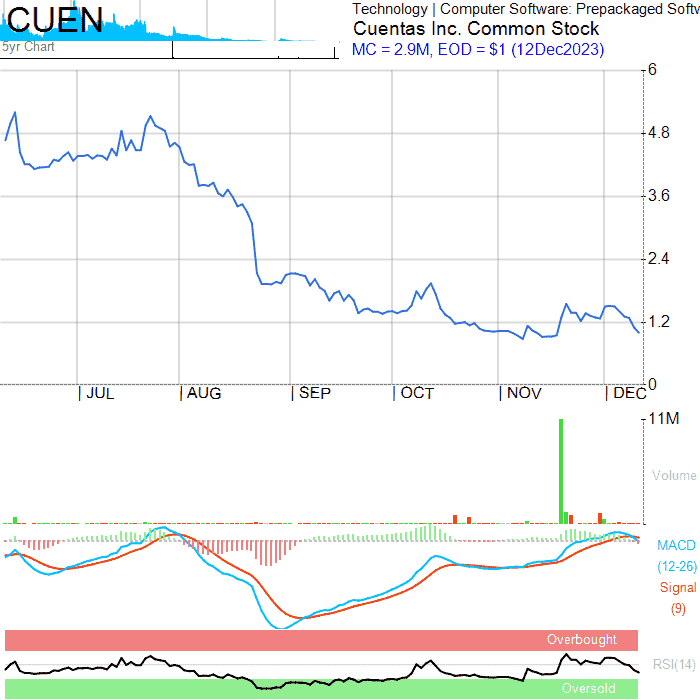 CUEN
5yr Chart
Technology | Computer Software: Prepackaged Softw
Cuentas Inc. Common Stock
MC = 2.9M, EOD = $1 (12Dec2023)
6
4.8
3.6
2.4
1.2
0
JUL
AUG
SEP
OCT
NOV
DEC
11M
Volume
MACD
(12-26)
Signal
(9)
Overbought
RSI(14)
Oversold